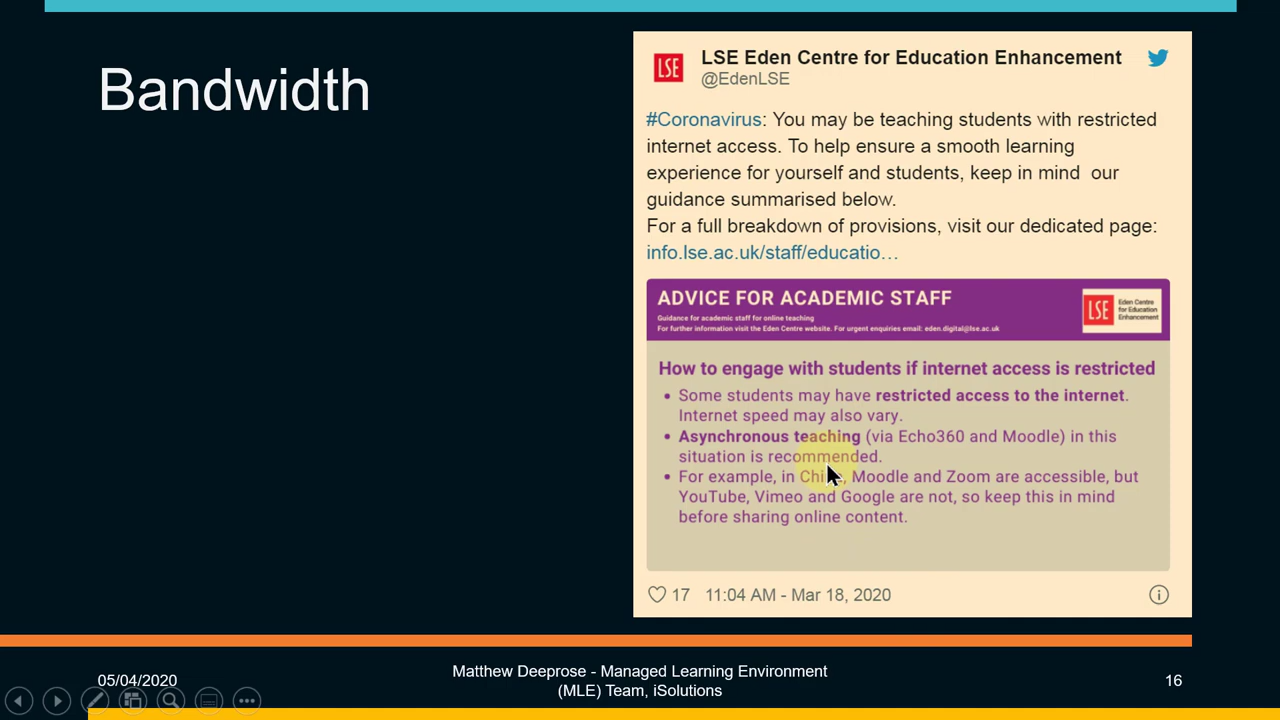 Bandwidth
LSE
LSE Eden Centre for Education Enhancement
@EdenLSE
#Coronavirus: You may be teaching students with restricted
internet access. To help ensure a smooth learning
experience for yourself and students, keep in mind our
guidance summarised below.
For a full breakdown of provisions, visit our dedicated page:
info.lse.ac.uk/staff/educatio…
ADVICE FOR ACADEMIC STAFF
Guidance for academic staff for online teaching
For further information visit the Eden Centre website. For urgent enquiries email: eden.digital@lse.ac.uk
LSE
Eden Centre
for Education
Enhancement
How to engage with students if internet access is restricted
• Some students may have restricted access to the internet.
Internet speed may also vary.
• Asynchronous teaching (via Echo360 and Moodle) in this
situation is recommended.
• For example, in China, Moodle and Zoom are accessible, but
YouTube, Vimeo and Google are not, so keep this in mind
before sharing online content.
17 11:04 AM - Mar 18, 2020
05/04/2020
Matthew Deeprose - Managed Learning Environment
(MLE) Team, iSolutions
16